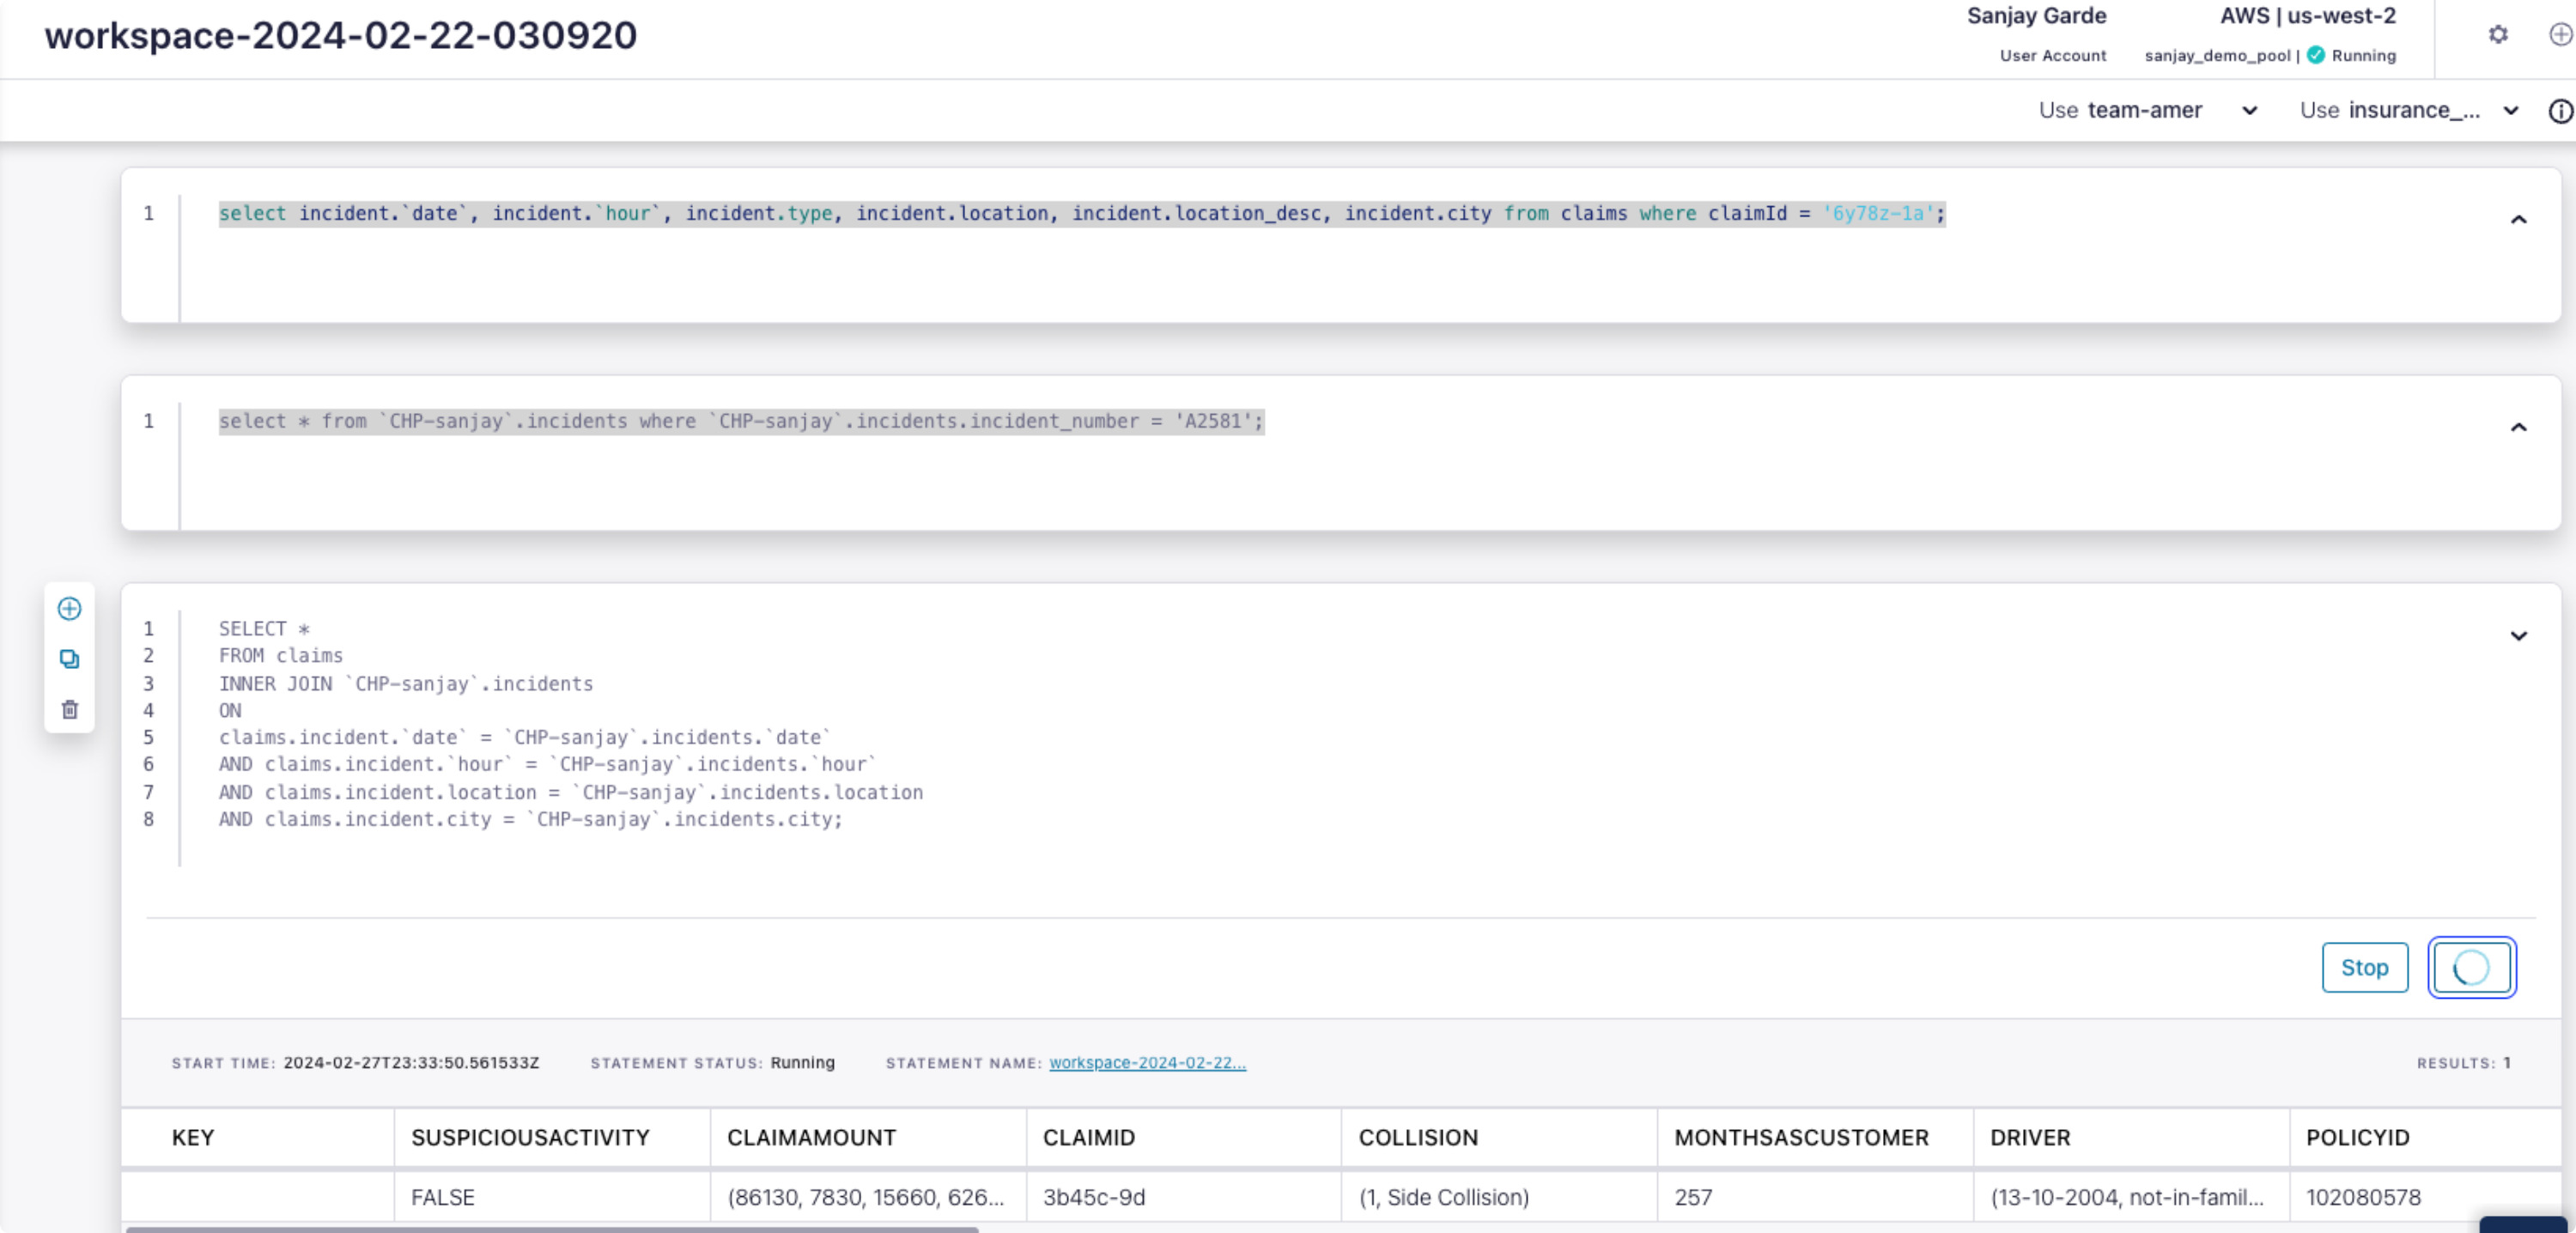 workspace-2024-02-22-030920
Sanjay Garde
User Account
AWS | us-west-2
sanjay_demo_pool | Running
Use team-amer
Use insurance_...
1 select incident.`date`, incident.`hour`, incident.type, incident.location, incident.location_desc, incident.city from claims where claimId = '6y78z-1a';
1 select * from `CHP-sanjay`.incidents where `CHP-sanjay`.incidents.incident_number = 'A2581';
1 SELECT *
2 FROM claims
3 INNER JOIN `CHP-sanjay`.incidents
4 ON
5 claims.incident.`date` = `CHP-sanjay`.incidents.`date`
6 AND claims.incident.`hour` = `CHP-sanjay`.incidents.`hour`
7 AND claims.incident.location = `CHP-sanjay`.incidents.location
8 AND claims.incident.city = `CHP-sanjay`.incidents.city;
Stop
START TIME: 2024-02-27T23:33:50.561533Z STATEMENT STATUS: Running STATEMENT NAME: workspace-2024-02-22... RESULTS: 1
KEY SUSPICIOUSACTIVITY CLAIMAMOUNT CLAIMID COLLISION MONTHSASCUSTOMER DRIVER POLICYID
FALSE (86130, 7830, 15660, 626... 3b45c-9d (1, Side Collision) 257 (13-10-2004, not-in-famil... 102080578